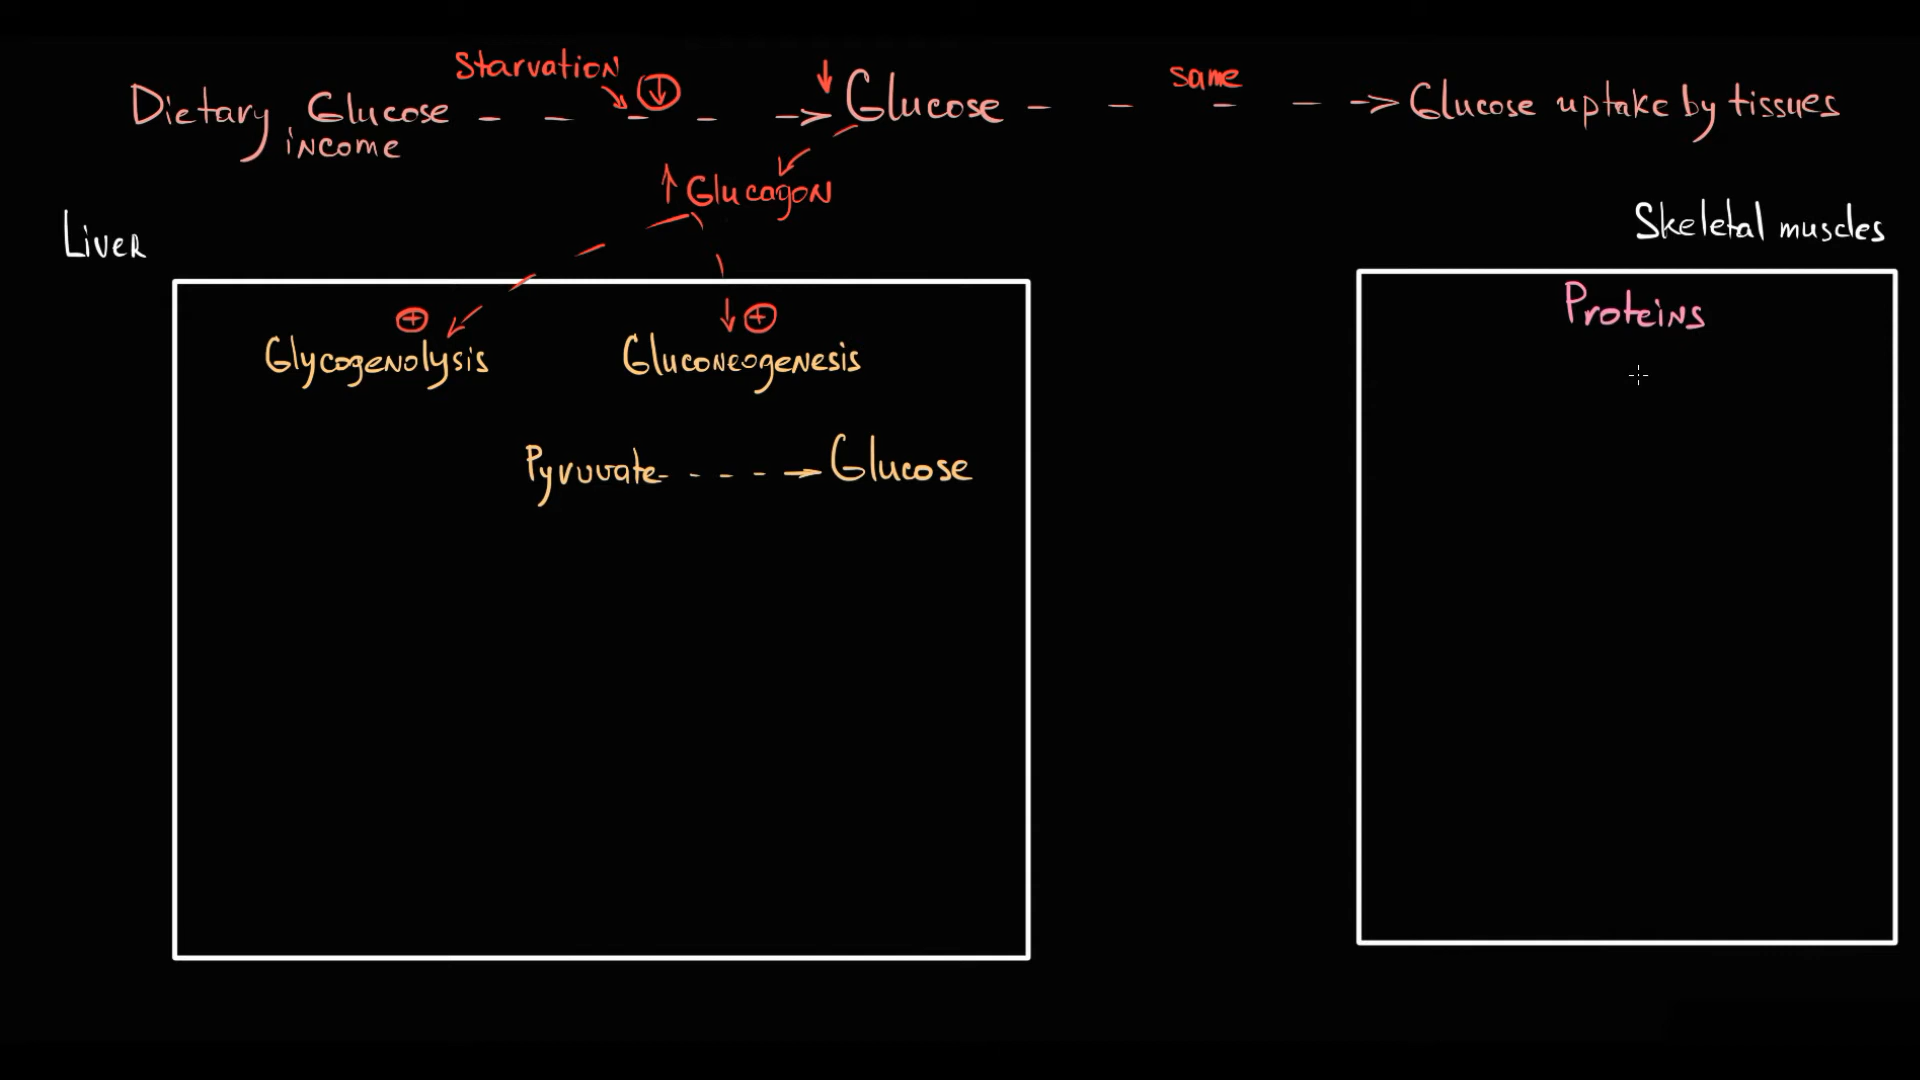 Starvation
↓
↓
same
Dietary Glucose - - - - -> Glucose - - - - -> Glucose uptake by tissues
income
↑ Glucagon
Liver
Skeletal muscles
Proteins
+
↓ +
Glycogenolysis
Gluconeogenesis
Pyruvate - - - - → Glucose